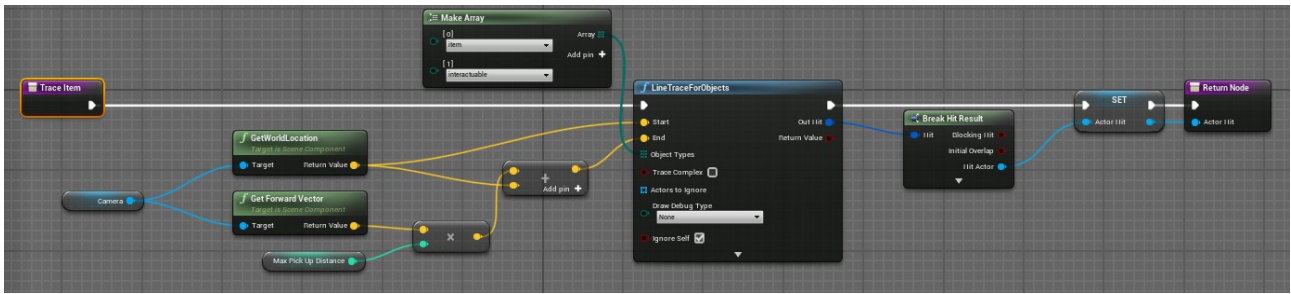 Make Array
[0]
item
Array
Add pin +
[1]
interactuable
Trace Item
GetWorldLocation
Target is Scene Component
Target
Return Value
Camera
Get Forward Vector
Target is Scene Component
Target
Return Value
Max Pick Up Distance
x
+
Add pin +
f LineTraceForObjects
Start
Out Hit
End
Return Value
Object Types
Trace Complex
Actors to Ignore
Draw Debug Type
None
Ignore Self
Break Hit Result
Hit
Blocking Hit
Initial Overlap
Hit Actor
SET
Actor Hit
Return Node
Actor Hit